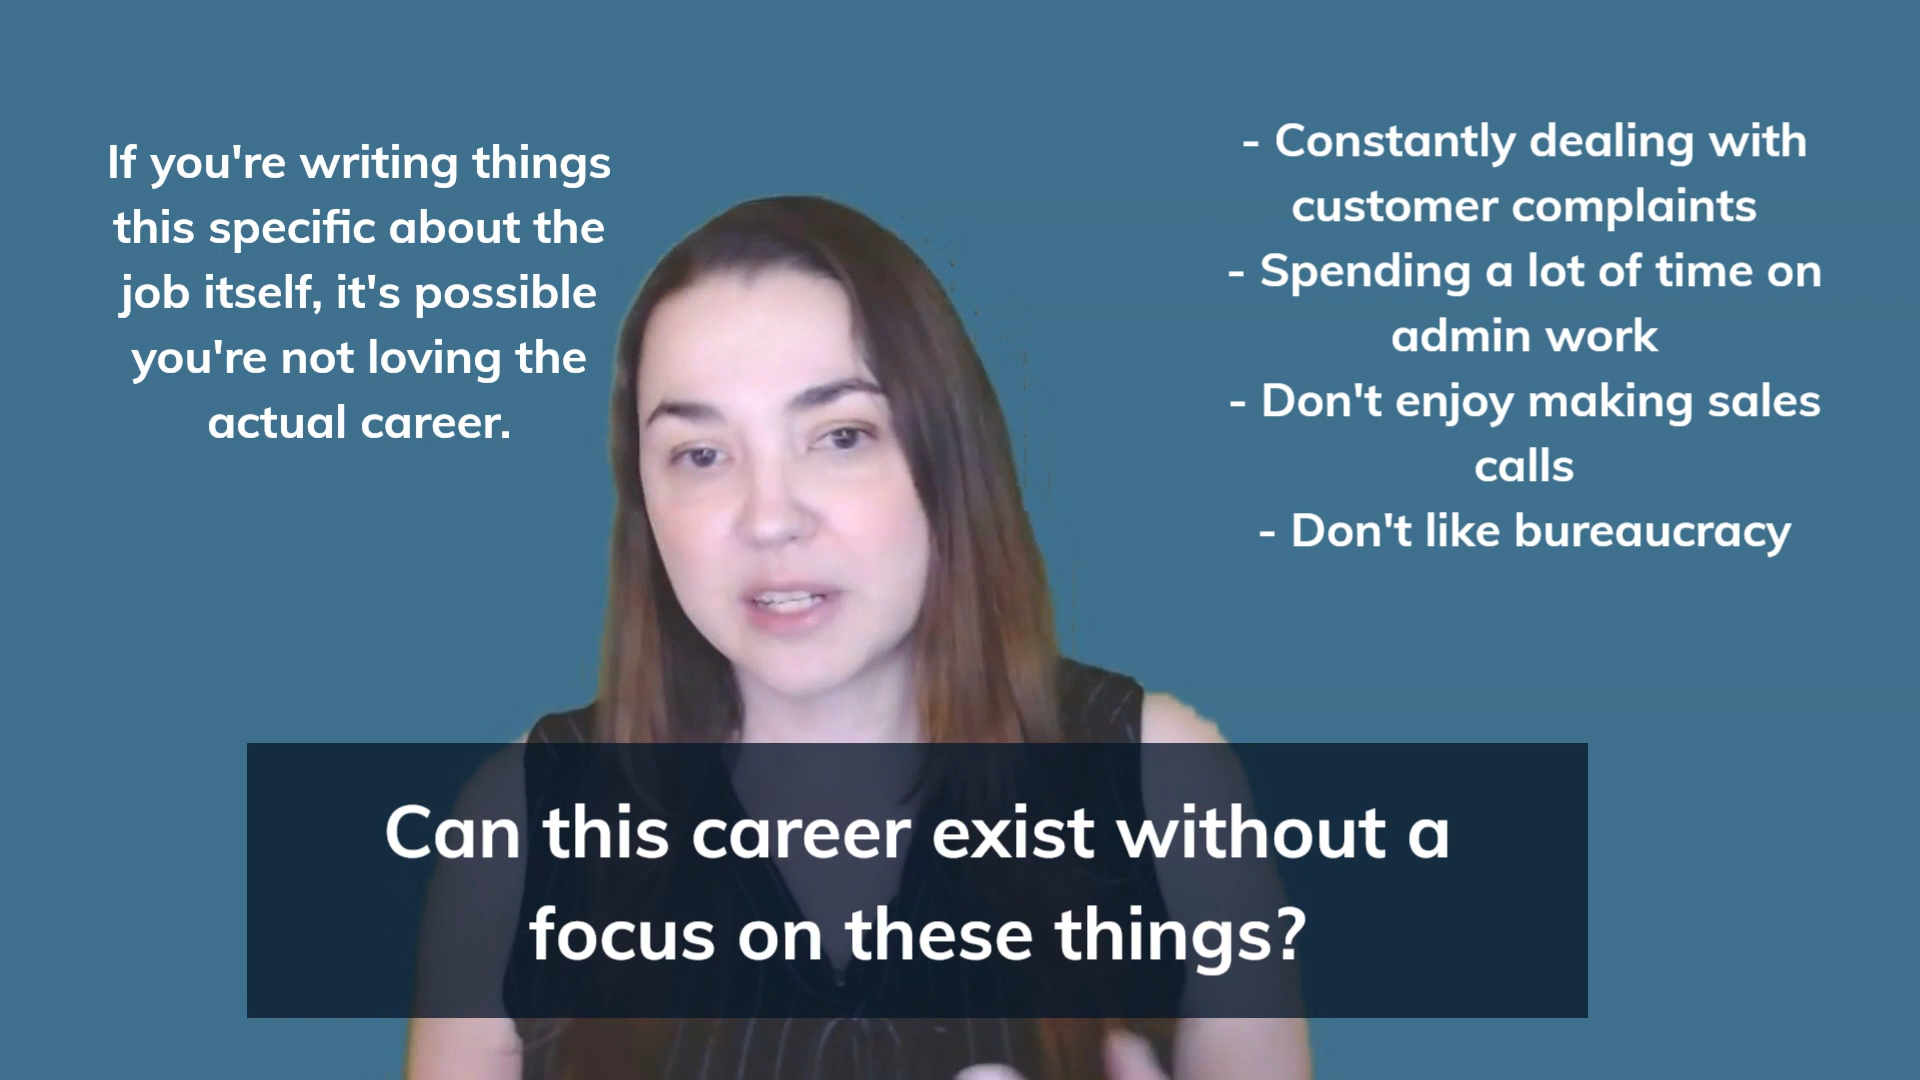 If you're writing things
this specific about the
job itself, it's possible
you're not loving the
actual career.
- Constantly dealing with
customer complaints
- Spending a lot of time on
admin work
- Don't enjoy making sales
calls
- Don't like bureaucracy
Can this career exist without a
focus on these things?